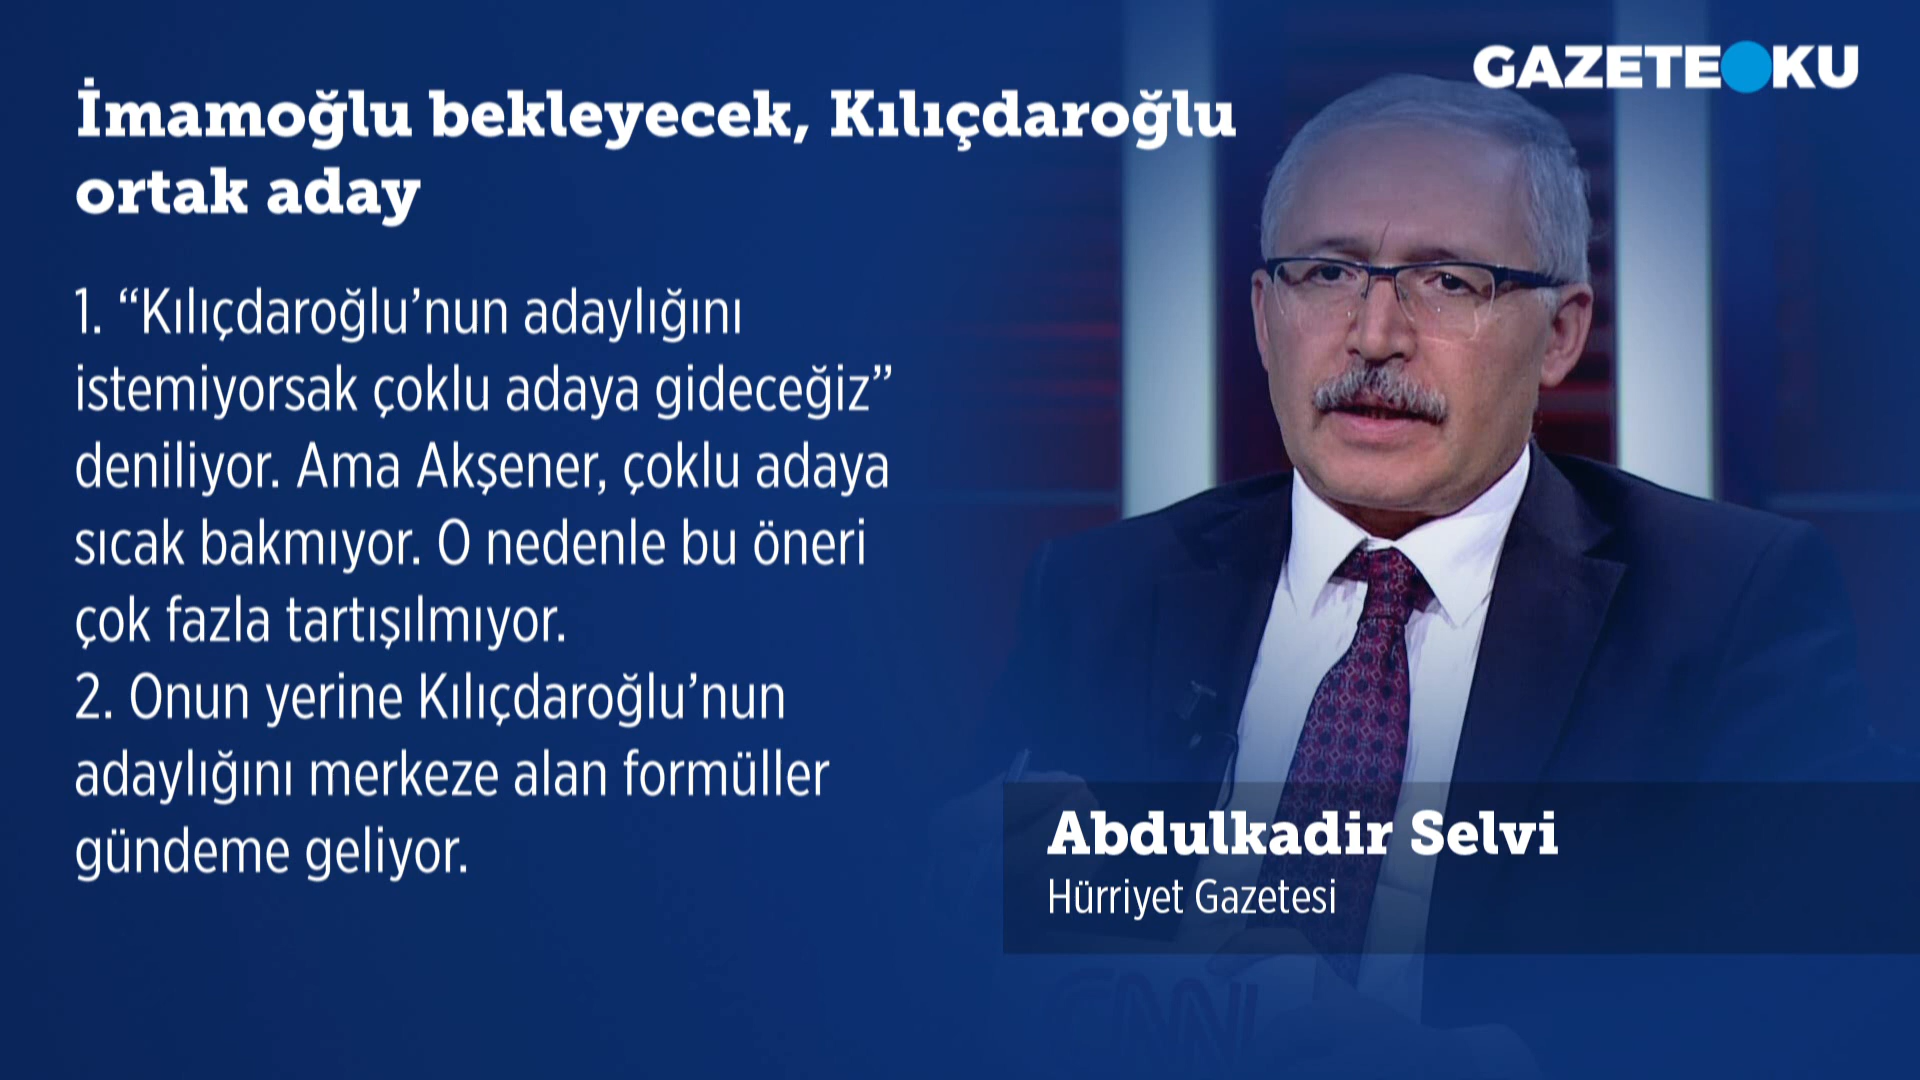 GAZETE KU
İmamoğlu bekleyecek, Kılıçdaroğlu
ortak aday
1. “Kılıçdaroğlu’nun adaylığını
istemiyorsak çoklu adaya gideceğiz”
deniliyor. Ama Akşener, çoklu adaya
sıcak bakmıyor. O nedenle bu öneri
çok fazla tartışılmıyor.
2. Onun yerine Kılıçdaroğlu’nun
adaylığını merkeze alan formüller
gündeme geliyor.
Abdulkadir Selvi
Hürriyet Gazetesi
CNN